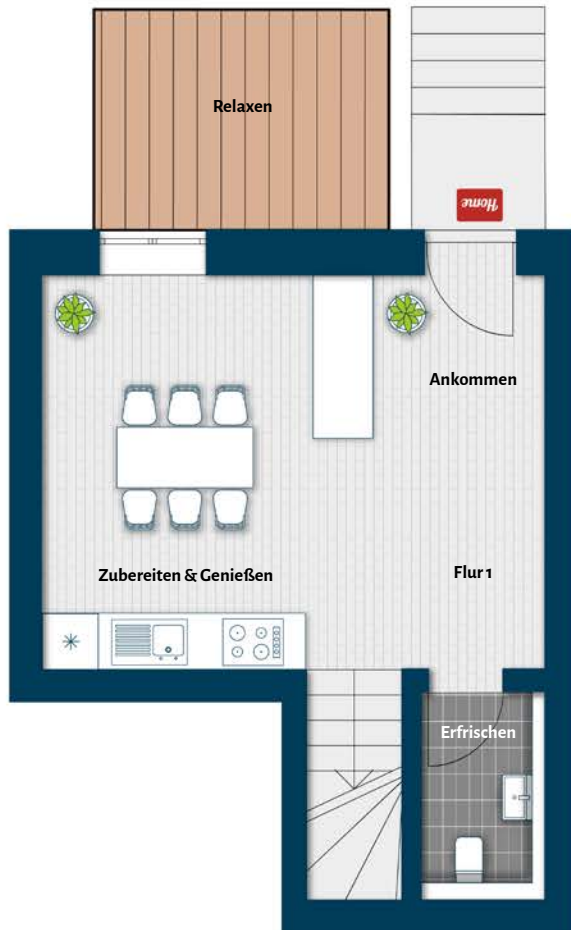 Relaxen
Home
Ankommen
Zubereiten & Genießen
Flur 1
Erfrischen